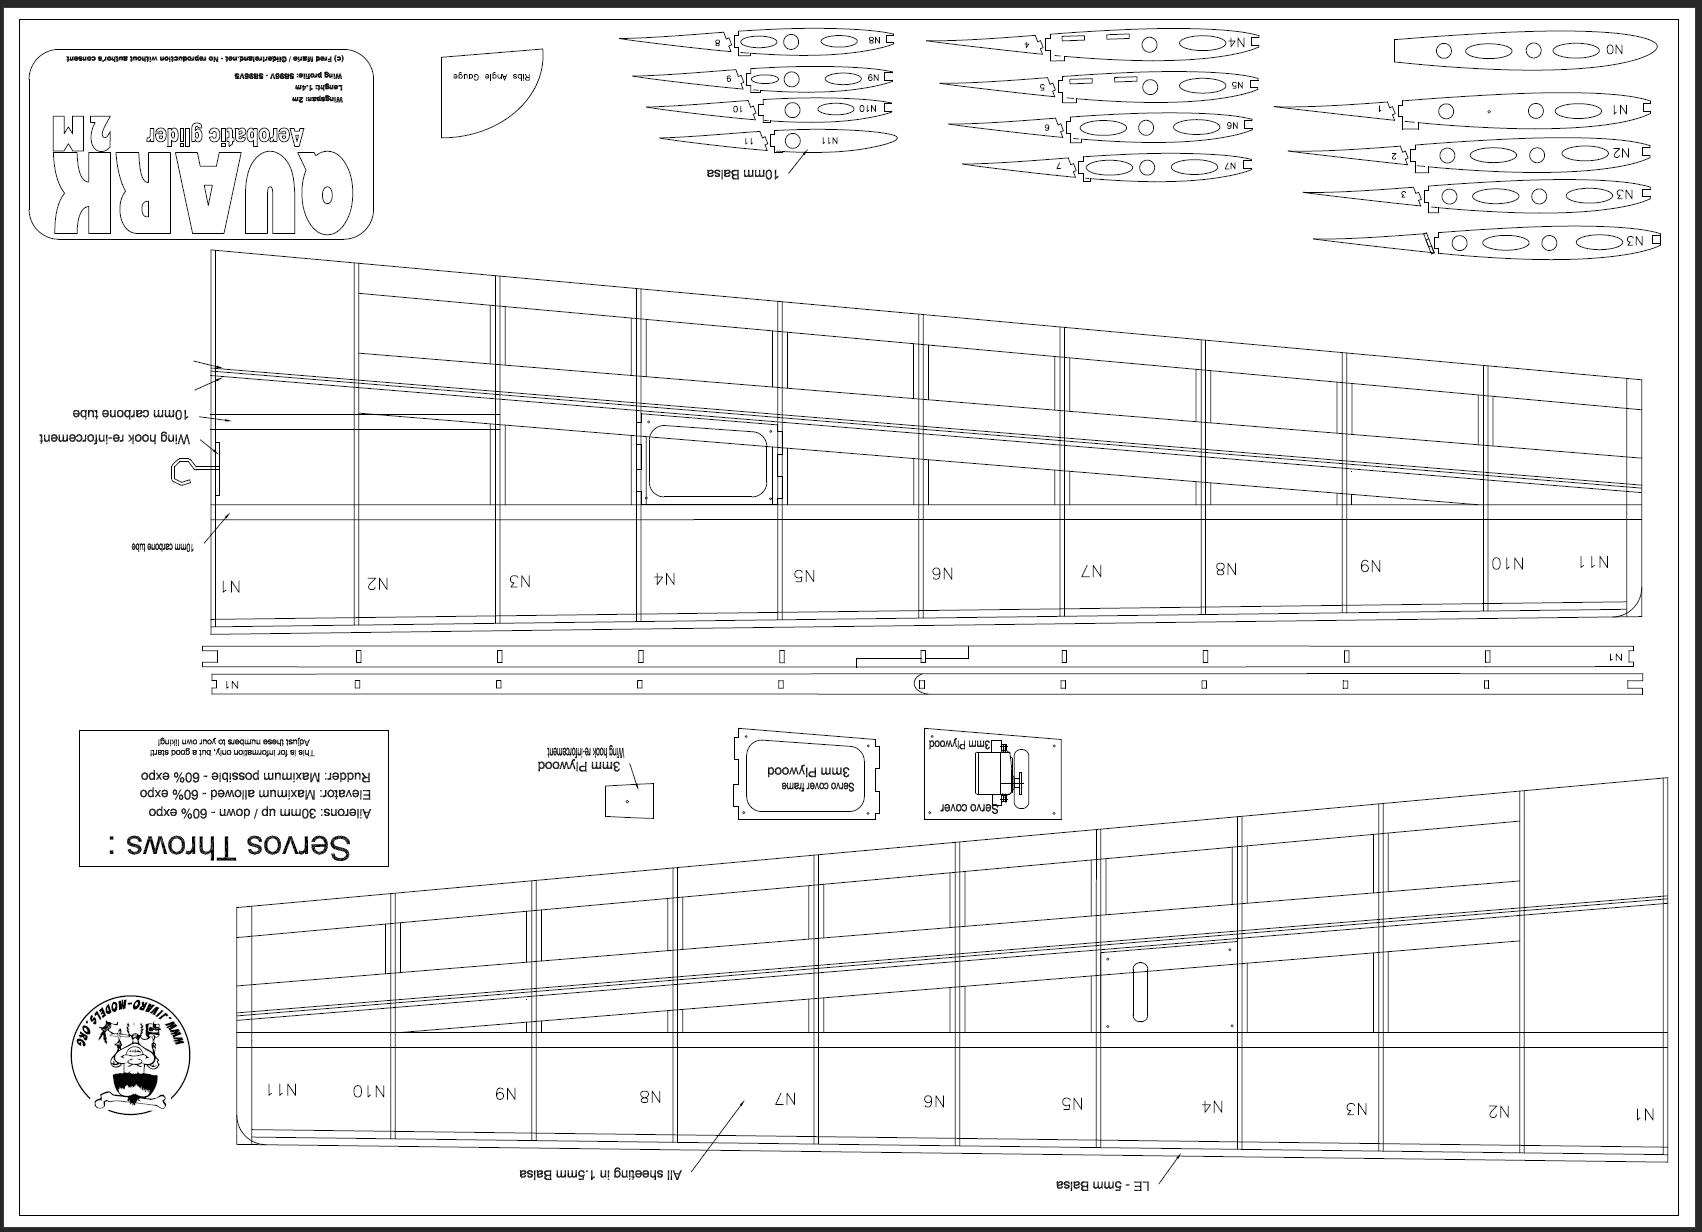 LE - 5mm Balsa
All sheeting in 1.5mm Balsa
N1
N2
N3
N4
N5
N6
N7
N8
N9
N10
N11
WWW.JIVARO-MODELS.ORG
Servo cover
3mm Plywood
Servo cover frame
3mm Plywood
3mm Plywood
Wing hook re-inforcement
Servos Throws :
Ailerons: 30mm up / down - 60% expo
Elevator: Maximum allowed - 60% expo
Rudder: Maximum possible - 60% expo
This is for information only, but a good start!
Adjust these numbers to your own liking!
N1
N1
N11
N10
N9
N8
N7
N6
N5
N4
N3
N2
N1
10mm carbone tube
Wing hook re-inforcement
10mm carbone tube
N3
N3 3
N2 2
N1 1
N0
N7 7
N6 6
N5 5
N4 4
10mm Balsa
N11 11
N10 10
N9 9
N8 8
Ribs Angle Gauge
QUARK
Aerobatic glider
2M
Wingspan: 2m
Lenght: 1.4m
Wing profile: SB96V - SB96VS
(c) Fred Marie / Gliderireland.net - No reproduction without author's consent